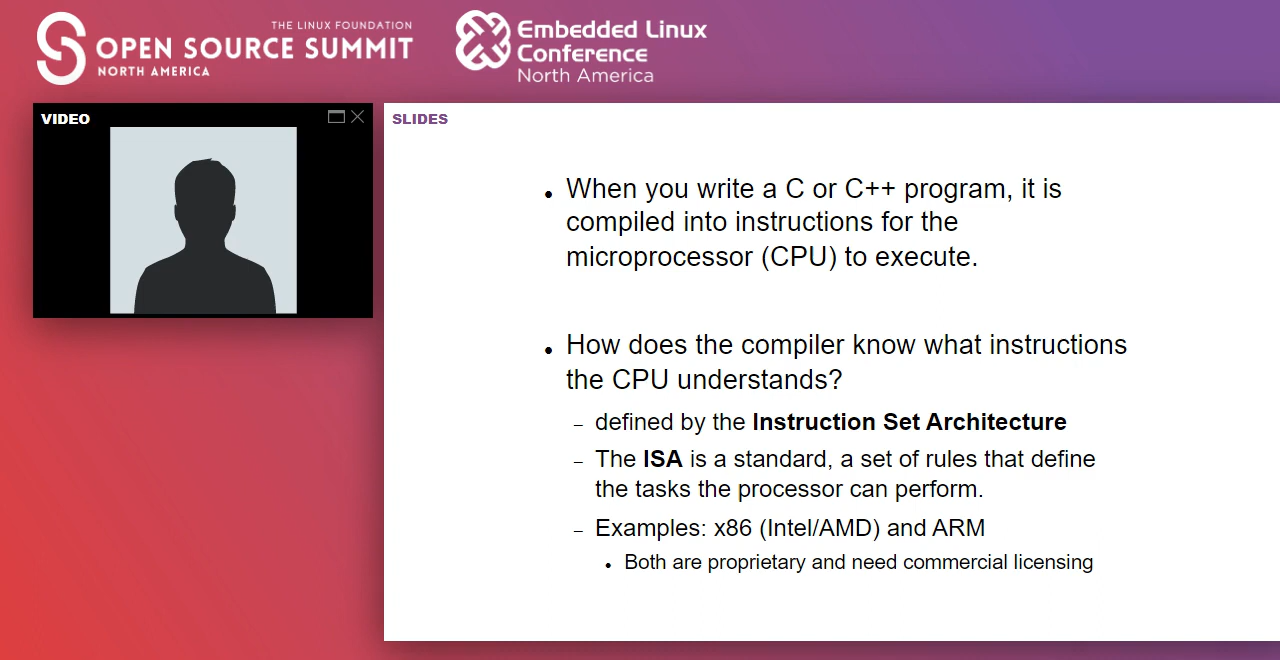 THE LINUX FOUNDATION
OPEN SOURCE SUMMIT
NORTH AMERICA
Embedded Linux
Conference
North America
VIDEO
SLIDES
• When you write a C or C++ program, it is
compiled into instructions for the
microprocessor (CPU) to execute.
• How does the compiler know what instructions
the CPU understands?
– defined by the Instruction Set Architecture
– The ISA is a standard, a set of rules that define
the tasks the processor can perform.
– Examples: x86 (Intel/AMD) and ARM
• Both are proprietary and need commercial licensing